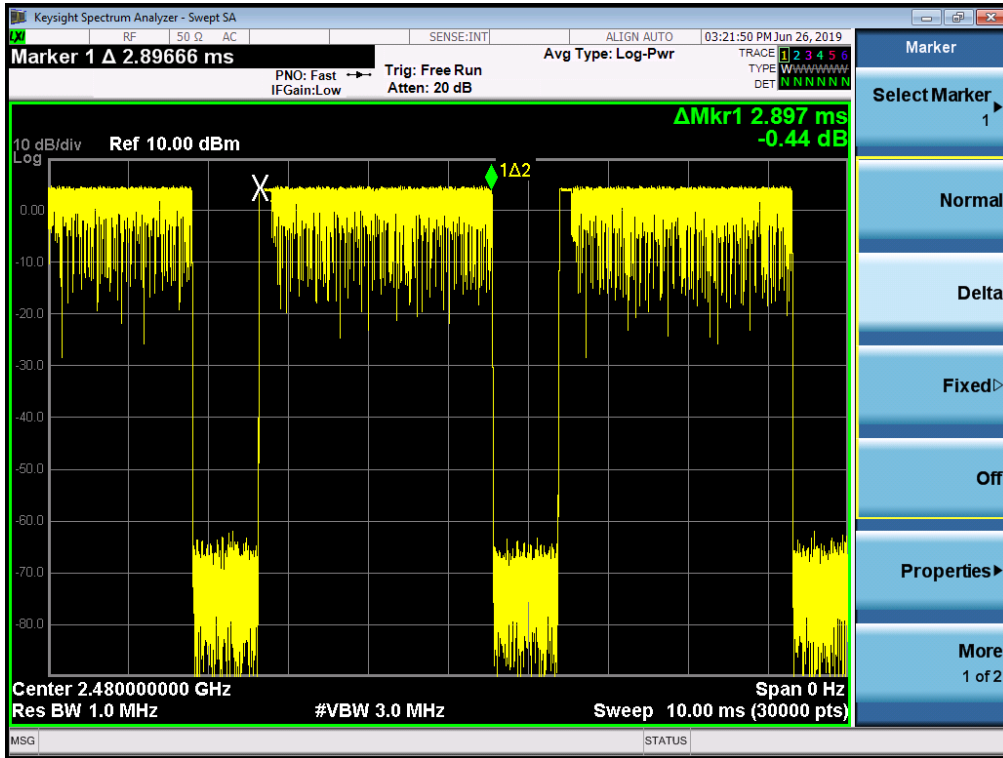 Keysight Spectrum Analyzer - Swept SA
LXI RF 50 Ω AC SENSE:INT ALIGN AUTO 03:21:50 PM Jun 26, 2019
Marker 1 Δ 2.89666 ms
PNO: Fast
IFGain:Low
Trig: Free Run
Atten: 20 dB
Avg Type: Log-Pwr
TRACE 1 2 3 4 5 6
TYPE WWWWWW
DET N N N N N N
ΔMkr1 2.897 ms
-0.44 dB
10 dB/div Ref 10.00 dBm
Log
1Δ2
X
0.00
-10.0
-20.0
-30.0
-40.0
-50.0
-60.0
-70.0
-80.0
Center 2.480000000 GHz Span 0 Hz
Res BW 1.0 MHz #VBW 3.0 MHz Sweep 10.00 ms (30000 pts)
MSG STATUS
Marker
Select Marker
1
Normal
Delta
Fixed
Off
Properties
More
1 of 2